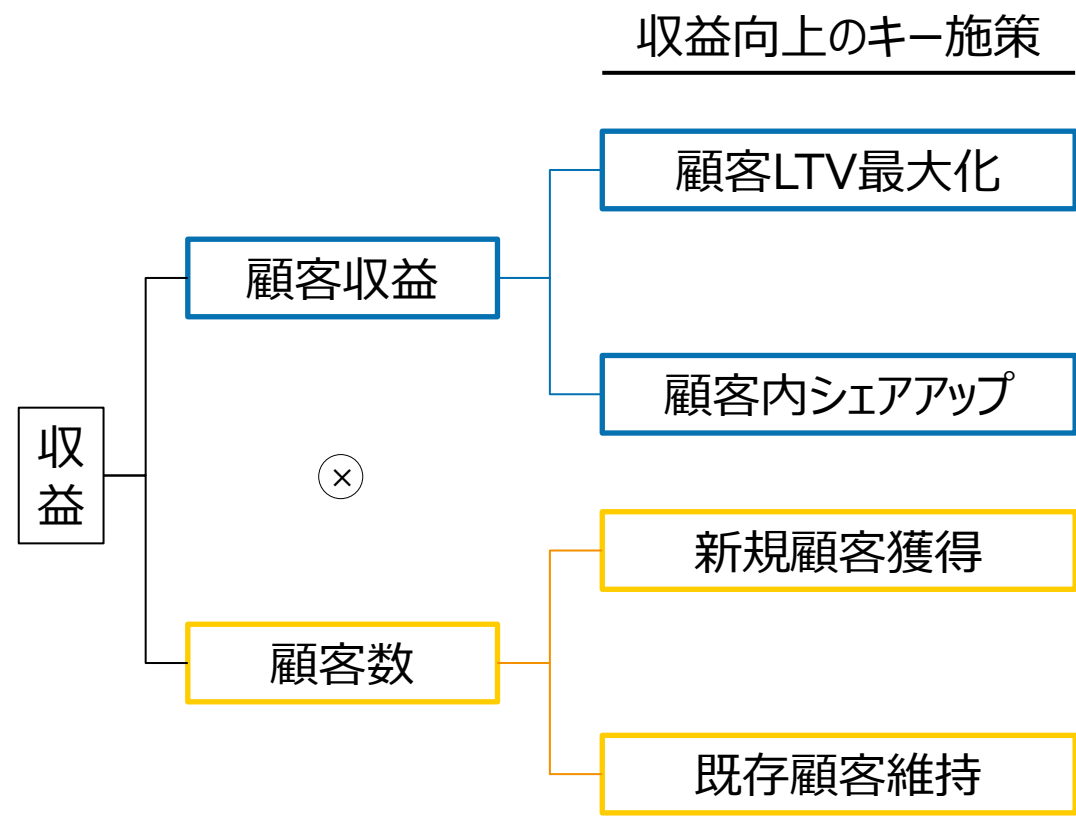 収益向上のキー施策
顧客LTV最大化
顧客収益
顧客内シェアアップ
収
益
×
新規顧客獲得
顧客数
既存顧客維持